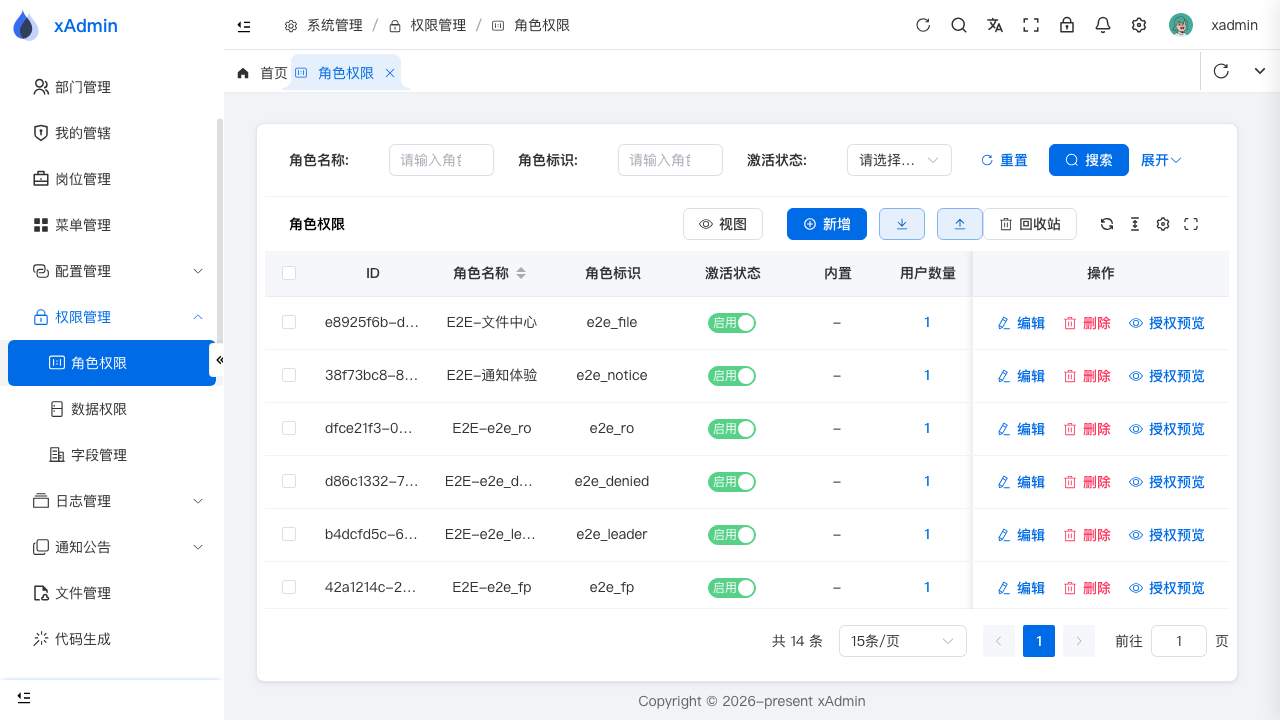 xAdmin
系统管理 / 权限管理 / 角色权限
xadmin
首页
角色权限
部门管理
我的管辖
岗位管理
菜单管理
配置管理
权限管理
角色权限
数据权限
字段管理
日志管理
通知公告
文件管理
代码生成
角色名称:
请输入角色
角色标识:
请输入角色
激活状态:
请选择...
重置
搜索
展开
角色权限
视图
新增
回收站
ID 角色名称 角色标识 激活状态 内置 用户数量 操作
e8925f6b-d... E2E-文件中心 e2e_file 启用 - 1 编辑 删除 授权预览
38f73bc8-8... E2E-通知体验 e2e_notice 启用 - 1 编辑 删除 授权预览
dfce21f3-0... E2E-e2e_ro e2e_ro 启用 - 1 编辑 删除 授权预览
d86c1332-7... E2E-e2e_d... e2e_denied 启用 - 1 编辑 删除 授权预览
b4dcfd5c-6... E2E-e2e_le... e2e_leader 启用 - 1 编辑 删除 授权预览
42a1214c-2... E2E-e2e_fp e2e_fp 启用 - 1 编辑 删除 授权预览
共 14 条 15条/页 1 前往 1 页
Copyright © 2026-present xAdmin